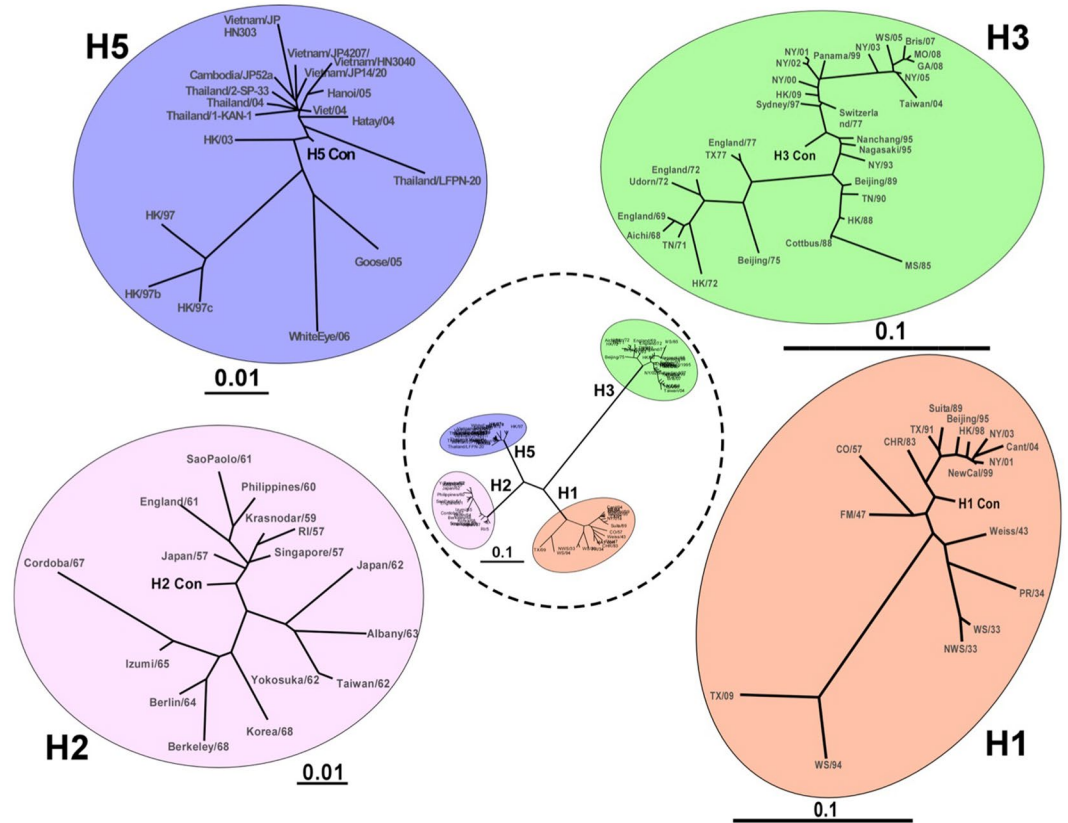 H5
Vietnam/JP
HN303
Vietnam/JP4207/
Vietnam/HN3040
Cambodia/JP52a
Vietnam/JP14/20
Thailand/2-SP-33
Hanoi/05
Thailand/04
Viet/04
Thailand/1-KAN-1
Hatay/04
HK/03
H5 Con
Thailand/LFPN-20
HK/97
Goose/05
HK/97b
HK/97c
WhiteEye/06
0.01
H3
WS/05
Bris/07
NY/03
NY/01
Panama/99
MO/08
NY/02
GA/08
NY/00
NY/05
HK/09
Taiwan/04
Sydney/97
Switzerla
nd/77
England/77
Nanchang/95
TX77
H3 Con
Nagasaki/95
NY/93
England/72
Udorn/72
Beijing/89
TN/90
England/69
HK/88
Aichi/68
TN/71
Cottbus/88
Beijing/75
MS/85
HK/72
0.1
H3
H5
H2
H1
0.1
SaoPaolo/61
Philippines/60
England/61
Krasnodar/59
RI/57
Japan/57
Singapore/57
Cordoba/67
H2 Con
Japan/62
Albany/63
Izumi/65
Yokosuka/62
Taiwan/62
Berlin/64
Korea/68
Berkeley/68
H2
0.01
Suita/89
Beijing/95
TX/91
HK/98
NY/03
CHR/83
Cant/04
CO/57
NY/01
NewCal/99
H1 Con
FM/47
Weiss/43
PR/34
WS/33
NWS/33
TX/09
WS/94
H1
0.1